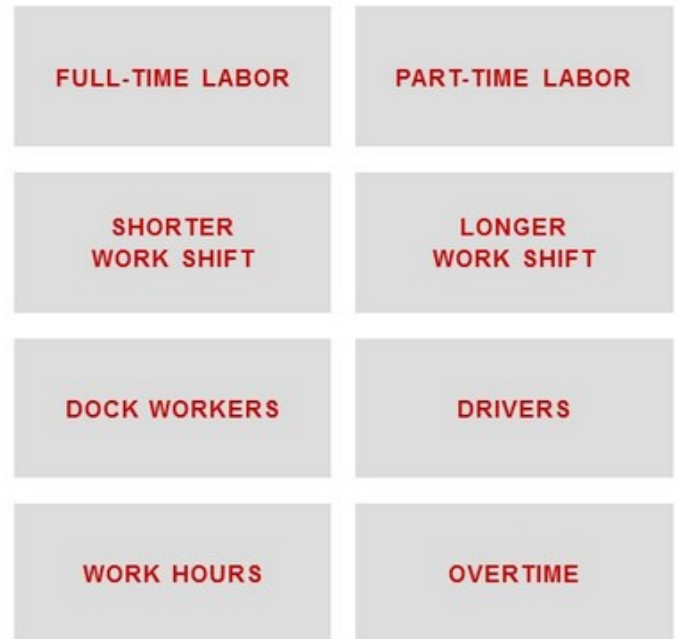 FULL-TIME LABOR
PART-TIME LABOR
SHORTER
WORK SHIFT
LONGER
WORK SHIFT
DOCK WORKERS
DRIVERS
WORK HOURS
OVERTIME